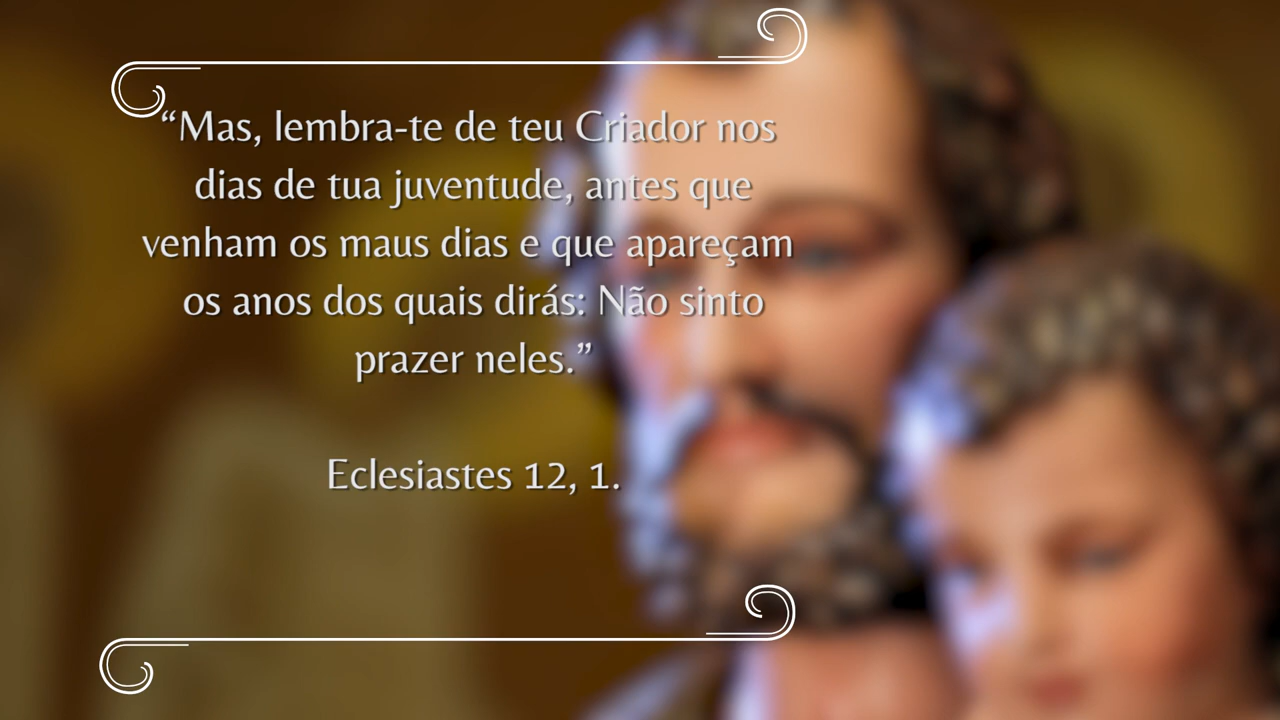 “Mas, lembra-te de teu Criador nos
dias de tua juventude, antes que
venham os maus dias e que apareçam
os anos dos quais dirás: Não sinto
prazer neles.”
Eclesiastes 12, 1.